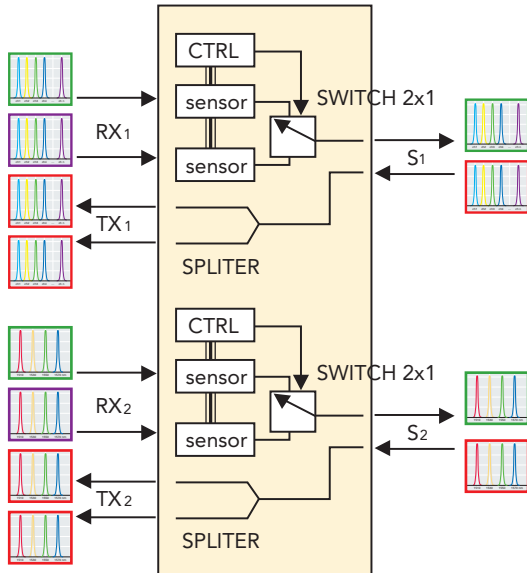 CTRL
sensor
SWITCH 2x1
RX1
sensor
S1
TX1
SPLITER
CTRL
sensor
SWITCH 2x1
RX2
sensor
S2
TX2
SPLITER